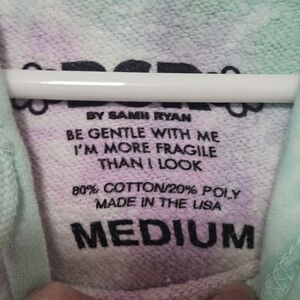 BSR
BY SAMII RYAN
BE GENTLE WITH ME
I'M MORE FRAGILE
THAN I LOOK
80% COTTON/20% POLY
MADE IN THE USA
MEDIUM